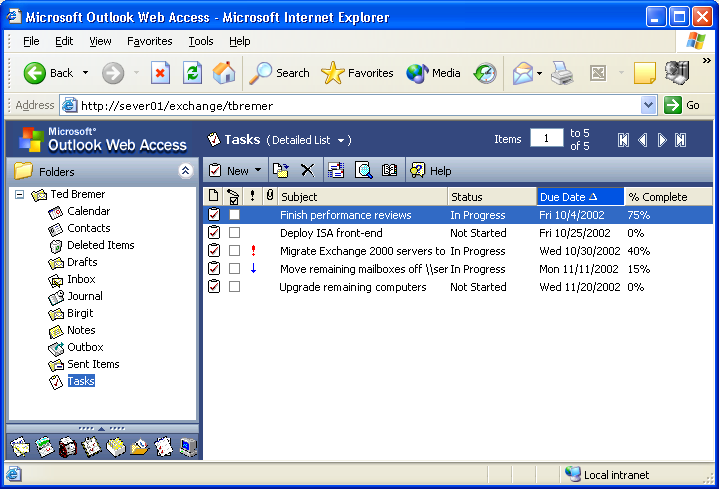 Microsoft Outlook Web Access - Microsoft Internet Explorer
File Edit View Favorites Tools Help
Back Search Favorites Media
Address http://sever01/exchange/tbremer Go
Microsoft® Outlook Web Access
Tasks (Detailed List) Items 1 to 5 of 5
Folders
New Help
Ted Bremer
Calendar
Contacts
Deleted Items
Drafts
Inbox
Journal
Birgit
Notes
Outbox
Sent Items
Tasks
Subject Status Due Date % Complete
Finish performance reviews In Progress Fri 10/4/2002 75%
Deploy ISA front-end Not Started Fri 10/25/2002 0%
Migrate Exchange 2000 servers to In Progress Wed 10/30/2002 40%
Move remaining mailboxes off \\ser In Progress Mon 11/11/2002 15%
Upgrade remaining computers Not Started Wed 11/20/2002 0%
Local intranet